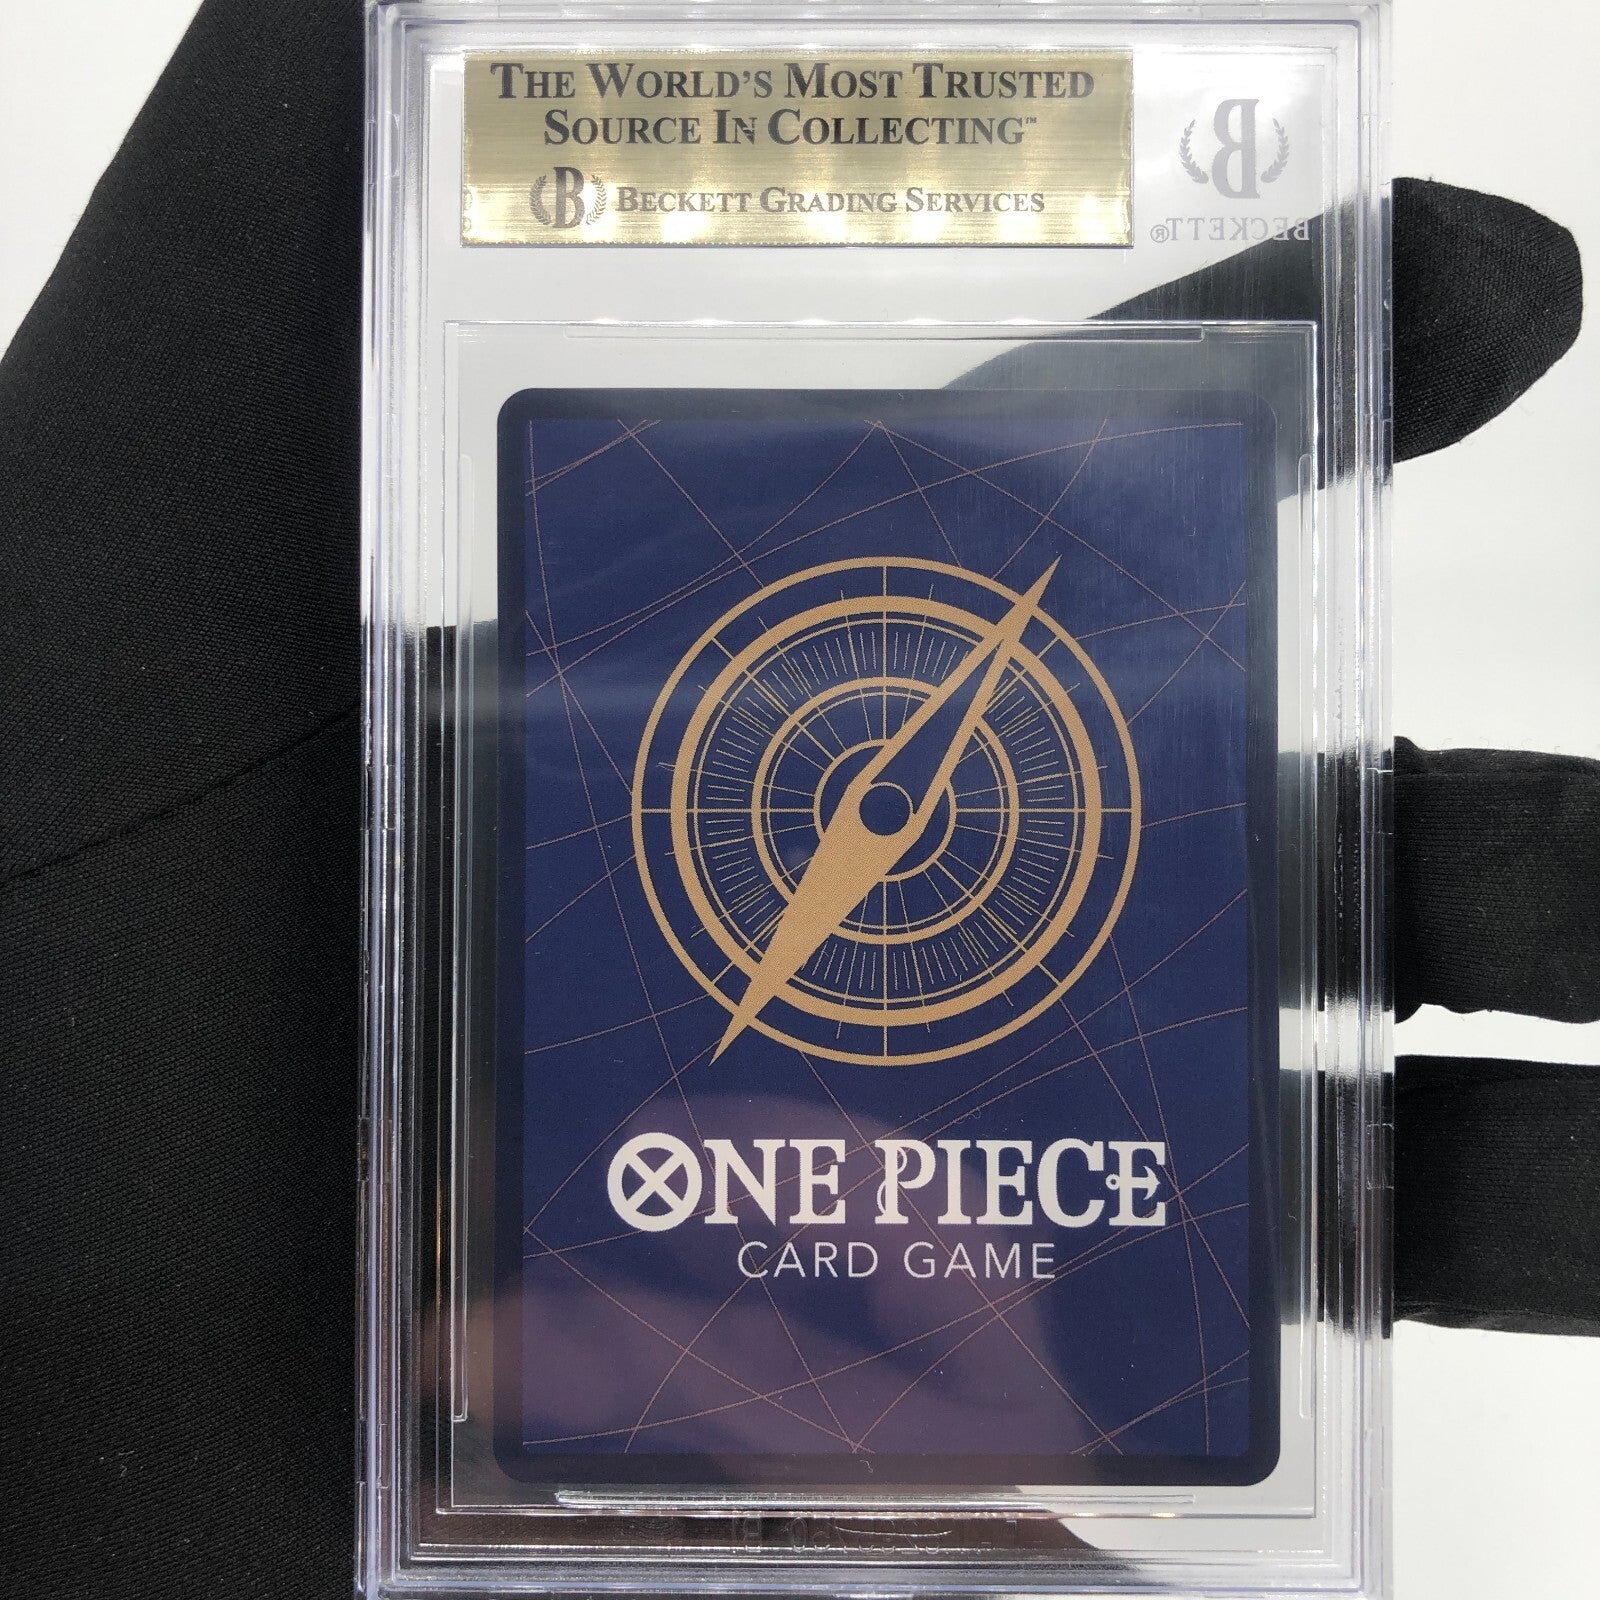 THE WORLD'S MOST TRUSTED
SOURCE IN COLLECTING™
B BECKETT GRADING SERVICES
B
BECKETT®
ONE PIECE
CARD GAME